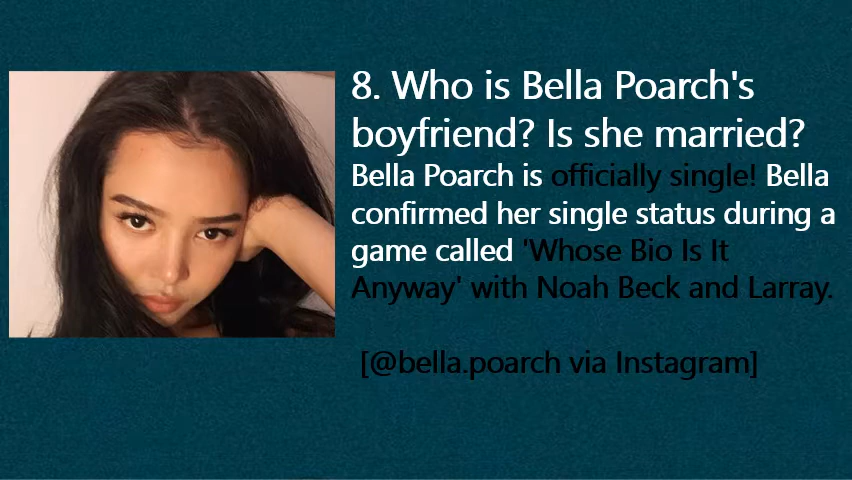 8. Who is Bella Poarch's
boyfriend? Is she married?
Bella Poarch is officially single! Bella
confirmed her single status during a
game called 'Whose Bio Is It
Anyway' with Noah Beck and Larray.
[@bella.poarch via Instagram]